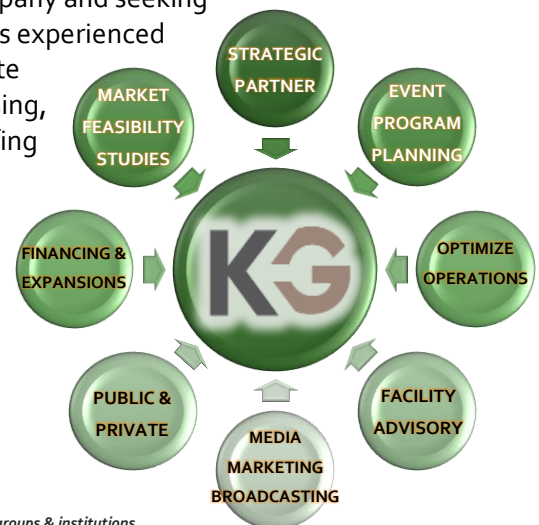 pany and seeking
s experienced
te
ing,
ing
STRATEGIC
PARTNER
MARKET
FEASIBILITY
STUDIES
EVENT
PROGRAM
PLANNING
FINANCING &
EXPANSIONS
KG
OPTIMIZE
OPERATIONS
PUBLIC &
PRIVATE
FACILITY
ADVISORY
MEDIA
MARKETING
BROADCASTING
groups & institutions